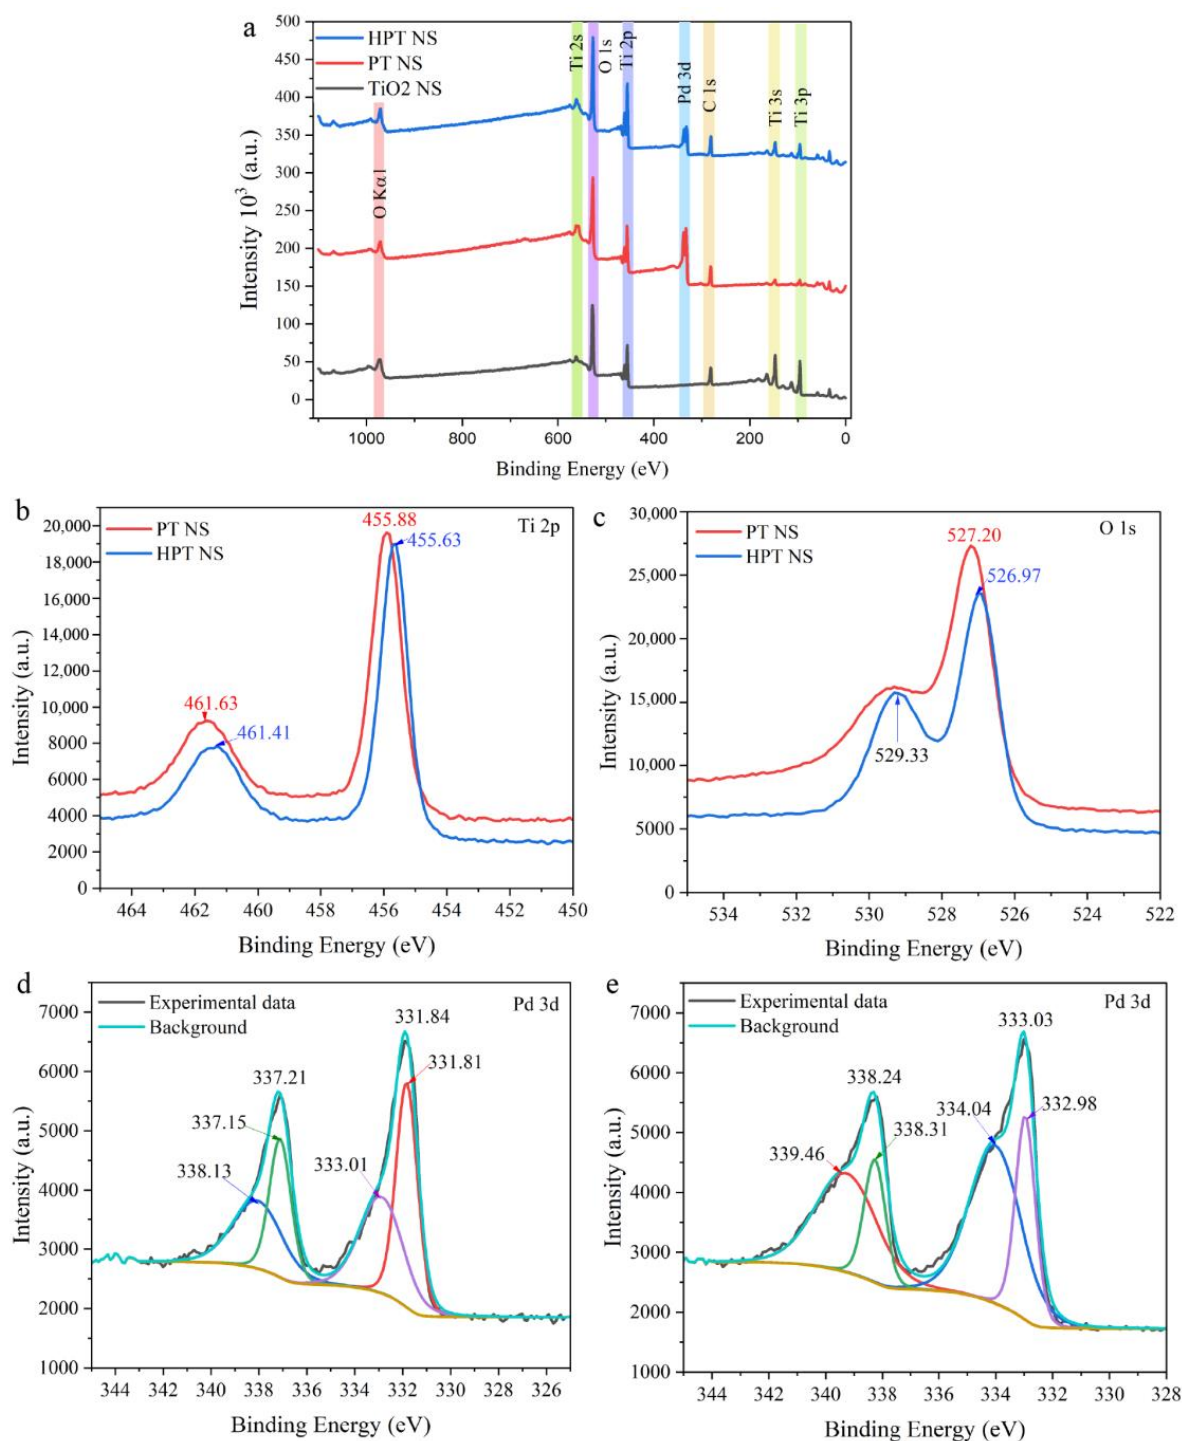 a
HPT NS
PT NS
TiO2 NS
O Kα1
Ti 2s
O 1s
Ti 2p
Pd 3d
C 1s
Ti 3s
Ti 3p
500
450
400
350
300
250
200
150
100
50
0
Intensity 10³ (a.u.)
1000 800 600 400 200 0
Binding Energy (eV)
b
PT NS
HPT NS
Ti 2p
455.88
455.63
461.63
461.41
20,000
18,000
16,000
14,000
12,000
10,000
8000
6000
4000
2000
0
Intensity (a.u.)
464 462 460 458 456 454 452 450
Binding Energy (eV)
c
PT NS
HPT NS
O 1s
527.20
526.97
529.33
30,000
25,000
20,000
15,000
10,000
5000
0
Intensity (a.u.)
534 532 530 528 526 524 522
Binding Energy (eV)
d
Experimental data
Background
Pd 3d
331.84
331.81
337.21
337.15
338.13
333.01
7000
6000
5000
4000
3000
2000
1000
Intensity (a.u.)
344 342 340 338 336 334 332 330 328 326
Binding Energy (eV)
e
Experimental data
Background
Pd 3d
333.03
332.98
338.24
334.04
338.31
339.46
7000
6000
5000
4000
3000
2000
1000
Intensity (a.u.)
344 342 340 338 336 334 332 330 328
Binding Energy (eV)